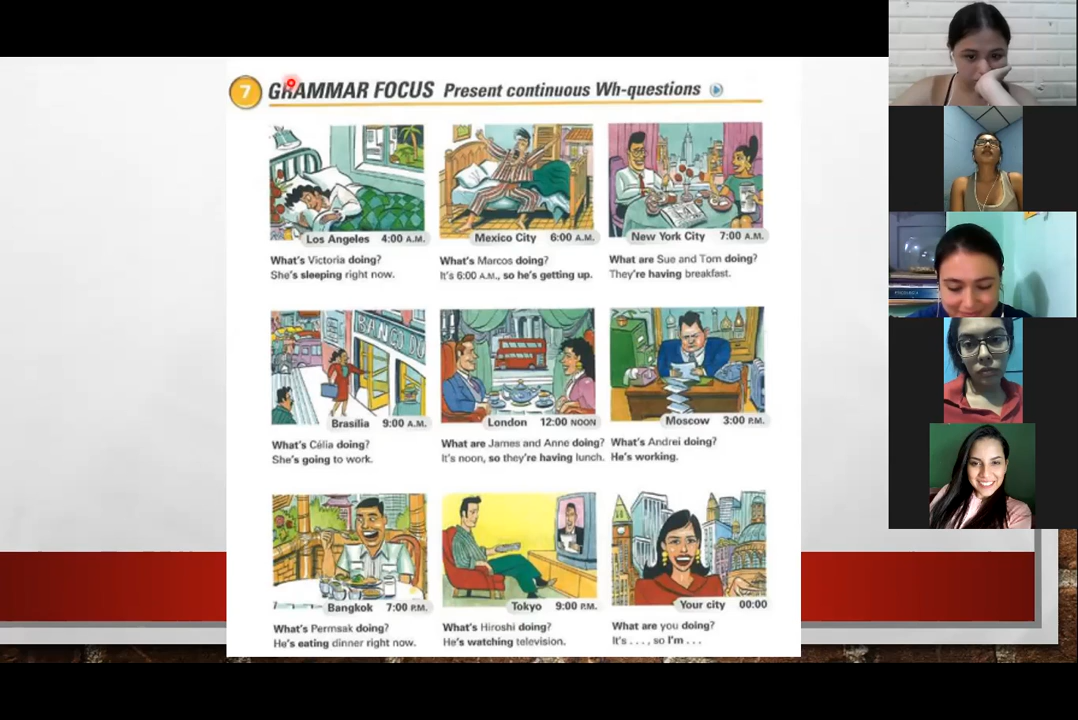 7 GRAMMAR FOCUS Present continuous Wh-questions
Los Angeles 4:00 A.M.
What's Victoria doing?
She's sleeping right now.
Mexico City 6:00 A.M.
What's Marcos doing?
It's 6:00 A.M., so he's getting up.
New York City 7:00 A.M.
What are Sue and Tom doing?
They're having breakfast.
BANCO DO
Brasília 9:00 A.M.
What's Célia doing?
She's going to work.
London 12:00 NOON
What are James and Anne doing?
It's noon, so they're having lunch.
Moscow 3:00 P.M.
What's Andrei doing?
He's working.
Bangkok 7:00 P.M.
What's Permsak doing?
He's eating dinner right now.
Tokyo 9:00 P.M.
What's Hiroshi doing?
He's watching television.
Your city 00:00
What are you doing?
It's . . . , so I'm . . .